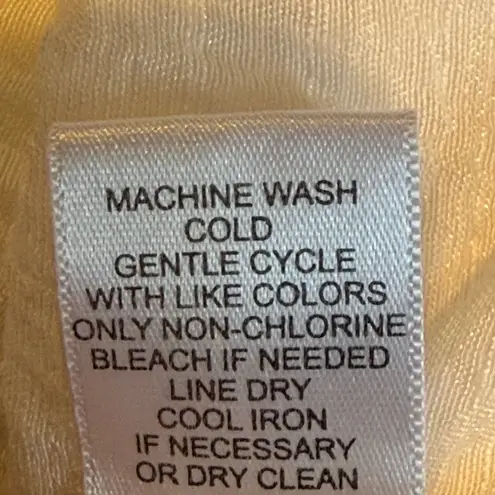 MACHINE WASH
COLD
GENTLE CYCLE
WITH LIKE COLORS
ONLY NON-CHLORINE
BLEACH IF NEEDED
LINE DRY
COOL IRON
IF NECESSARY
OR DRY CLEAN